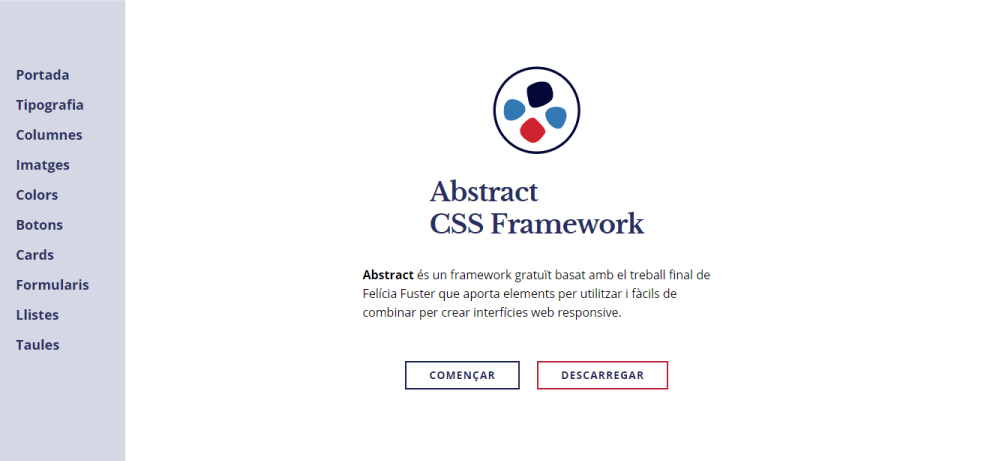 Portada
Tipografia
Columnes
Imatges
Colors
Botons
Cards
Formularis
Llistes
Taules
Abstract
CSS Framework
Abstract és un framework gratuït basat amb el treball final de
Felícia Fuster que aporta elements per utilitzar i fàcils de
combinar per crear interfícies web responsive.
COMENÇAR
DESCARREGAR